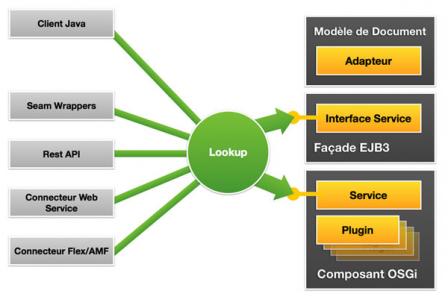 Client Java
Seam Wrappers
Rest API
Connecteur Web
Service
Connecteur Flex/AMF
Lookup
Modèle de Document
Adapteur
Interface Service
Façade EJB3
Service
Plugin
Composant OSGi